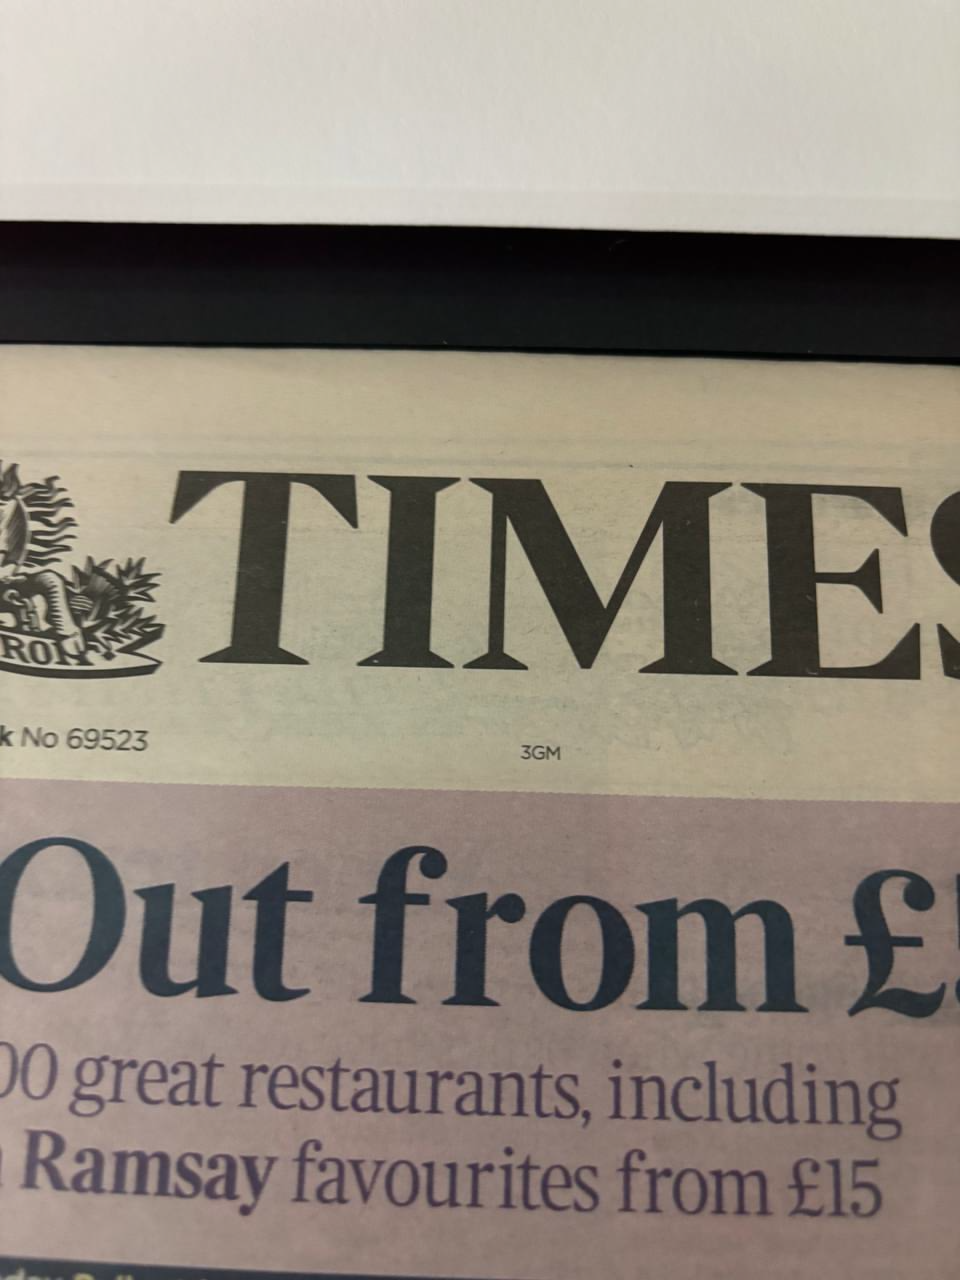 TIMES
No 69523
3GM
Out from £
great restaurants, including
Ramsay favourites from £15